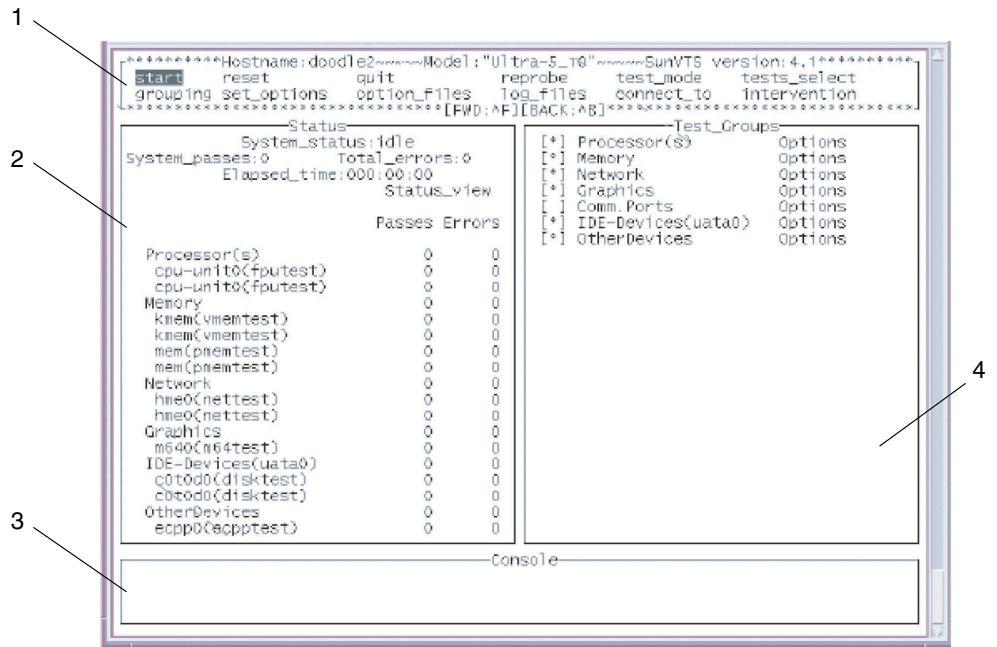 1
**********Hostname:doodle2~~~~~Model:"Ultra-5_10"~~~~~SunVTS version:4.1**********
start reset quit reprobe test_mode tests_select
grouping set_options option_files log_files connect_to intervention
[FWD:^F][BACK:^B]
Status
System_status:idle
System_passes:0 Total_errors:0
Elapsed_time:000:00:00
Status_view
Passes Errors
Processor(s) 0 0
cpu-unit0(fputest) 0 0
cpu-unit0(fputest) 0 0
Memory 0 0
kmem(vmemtest) 0 0
kmem(vmemtest) 0 0
mem(pmemtest) 0 0
mem(pmemtest) 0 0
Network 0 0
hme0(nettest) 0 0
hme0(nettest) 0 0
Graphics 0 0
m640(m64test) 0 0
IDE-Devices(uata0) 0 0
c0t0d0(disktest) 0 0
c0t0d0(disktest) 0 0
OtherDevices 0 0
ecpp0(ecpptest) 0 0
2
Test_Groups
[*] Processor(s) Options
[*] Memory Options
[*] Network Options
[*] Graphics Options
[ ] Comm.Ports Options
[*] IDE-Devices(uata0) Options
[*] OtherDevices Options
4
3
Console